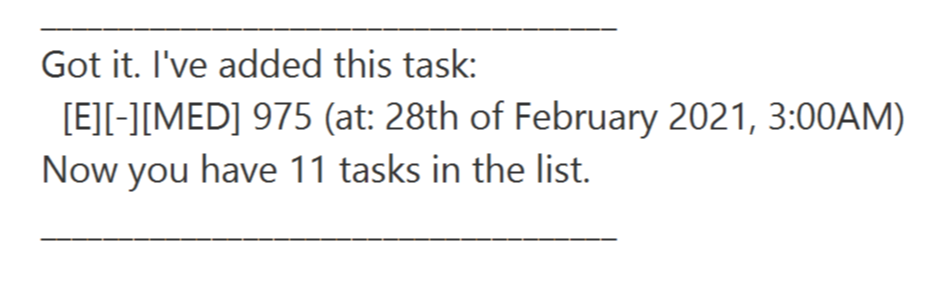 ____________________________________
Got it. I've added this task:
[E][-][MED] 975 (at: 28th of February 2021, 3:00AM)
Now you have 11 tasks in the list.
____________________________________